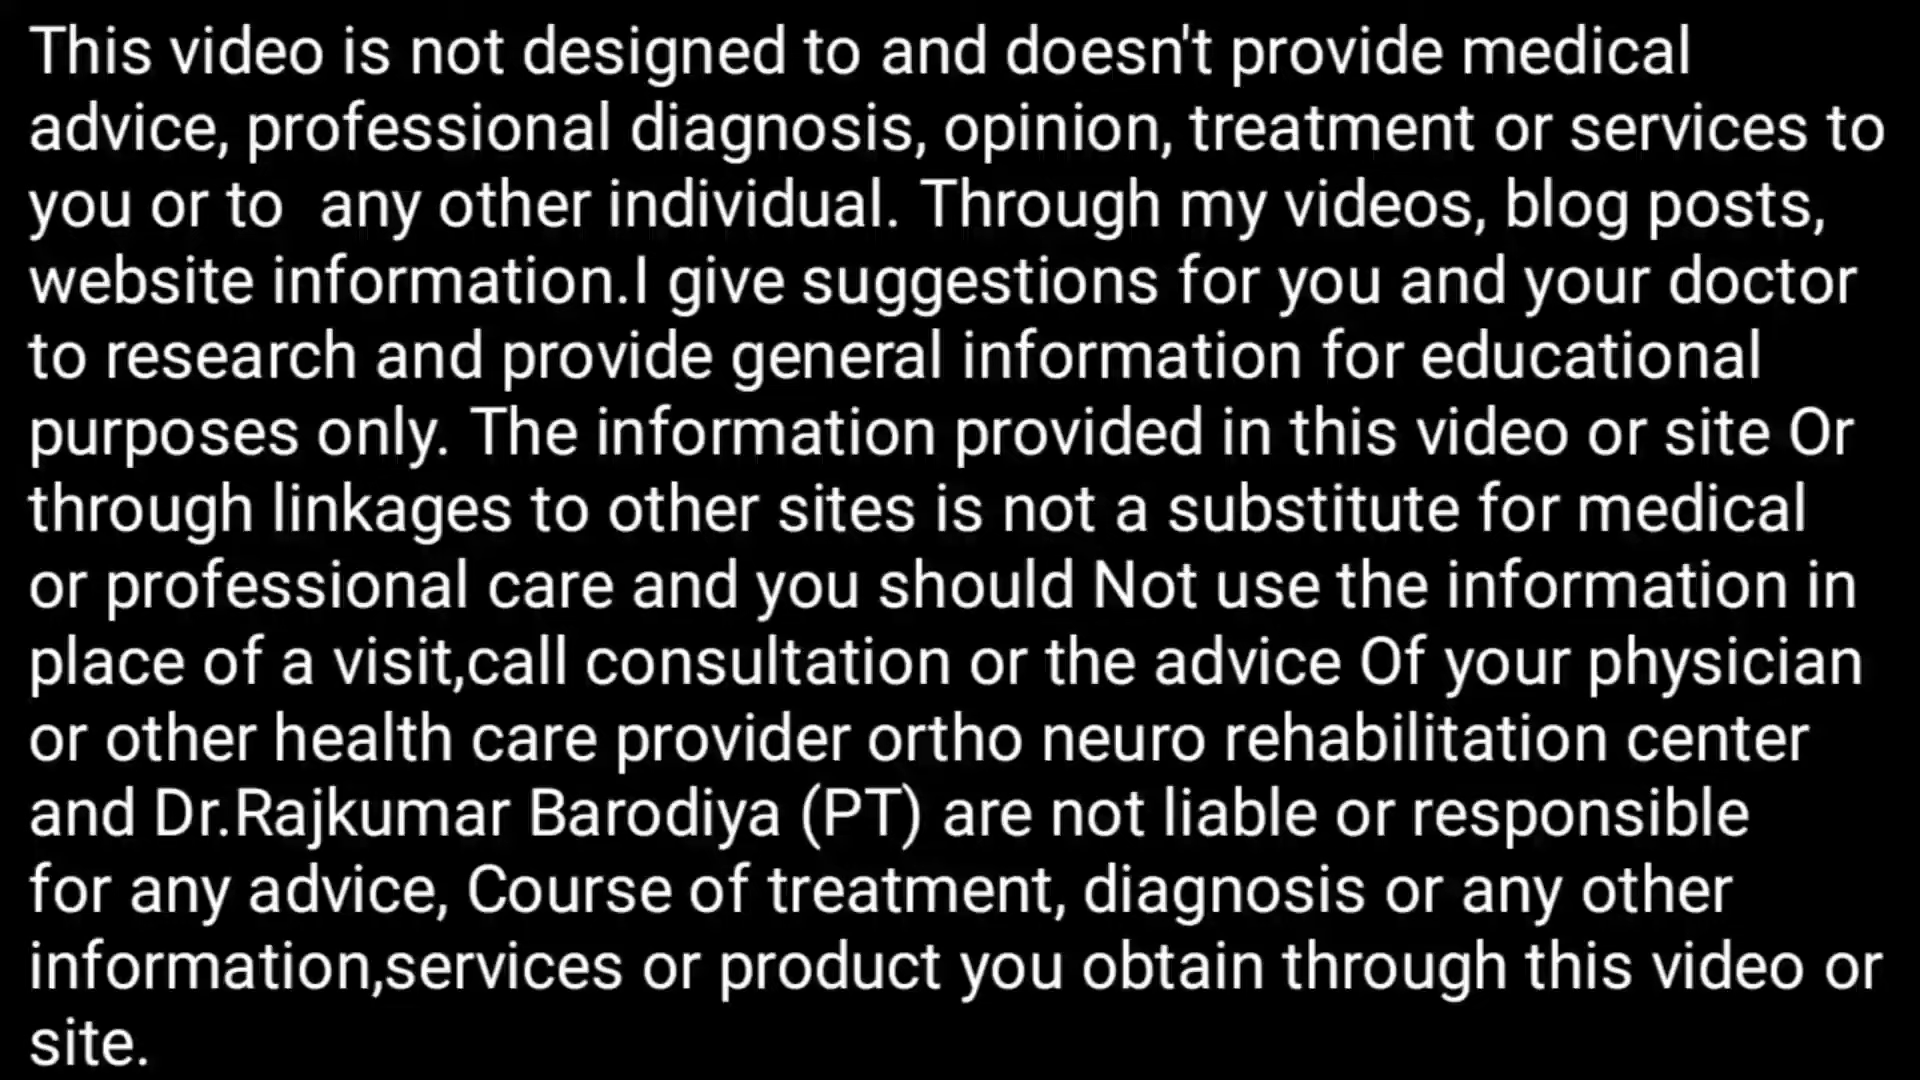 This video is not designed to and doesn't provide medical
advice, professional diagnosis, opinion, treatment or services to
you or to  any other individual. Through my videos, blog posts,
website information.I give suggestions for you and your doctor
to research and provide general information for educational
purposes only. The information provided in this video or site Or
through linkages to other sites is not a substitute for medical
or professional care and you should Not use the information in
place of a visit,call consultation or the advice Of your physician
or other health care provider ortho neuro rehabilitation center
and Dr.Rajkumar Barodiya (PT) are not liable or responsible
for any advice, Course of treatment, diagnosis or any other
information,services or product you obtain through this video or
site.